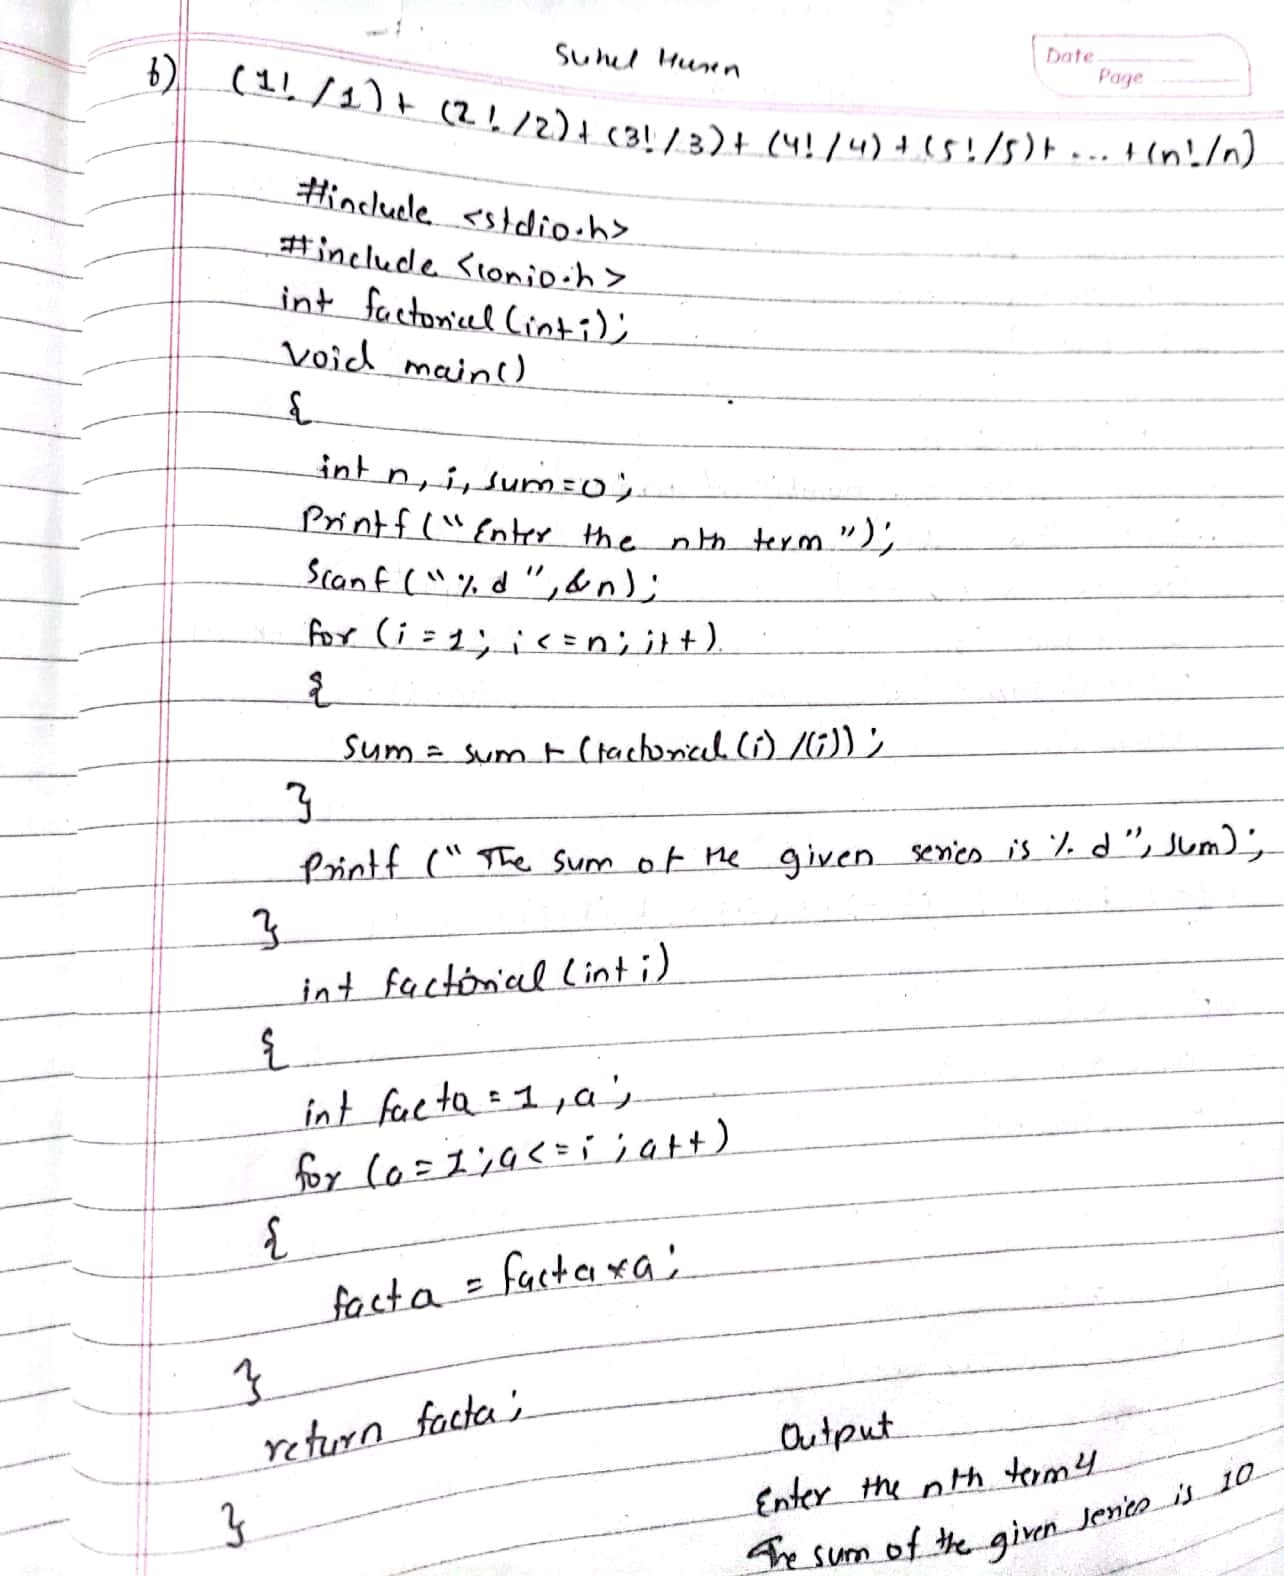 Suhel Husen
Date
Page
b) (1!/1)+(2!/2)+(3!/3)+(4!/4)+(5!/5)+...+(n!/n)
#include <stdio.h>
#include <conio.h>
int factorial(int i);
void main()
{
int n, i, sum=0;
Printf("Enter the nth term");
Scanf("%d",&n);
for (i=1; i<=n; i++)
{
sum = sum + (factorial(i)/(i));
}
Printf ("The sum of the given series is %d", sum);
}
int factorial(int i)
{
int facta=1,a;
for (a=1;a<=i;a++)
{
facta = facta*a;
}
return facta;
}
Output
Enter the nth term 4
The sum of the given series is 10